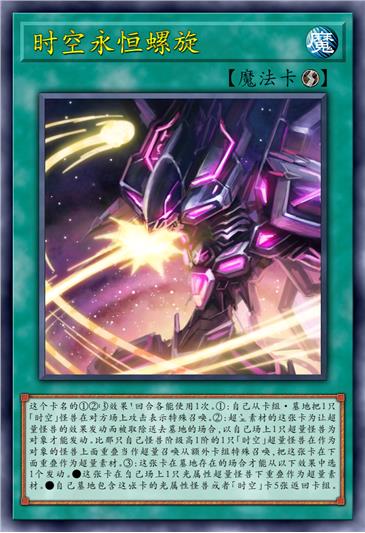 时空永恒螺旋
魔
【魔法卡】
这个卡名的①②③效果1回合各能使用1次。①:自己从卡组・墓地把1只
「时空」怪兽在对方场上攻击表示特殊召唤。②:超 素材的这张卡为让超
量怪兽的效果发动而被取除送去墓地的场合,以自己场上1只超量怪兽为
对象才能发动。比那只自己怪兽阶级高1阶的1只「时空」超量怪兽在作为
对象的怪兽上面重叠当作超量召唤从额外卡组特殊召唤,把这张卡在下
面重叠作为超量素材。③:这张卡在墓地存在的场合才能从以下效果中选
1个发动。●这张卡在自己场上1只光属性超量怪兽下重叠作为超量
素材。●自己墓地包含这张卡的光属性怪兽或者「时空」卡5张返回卡组。